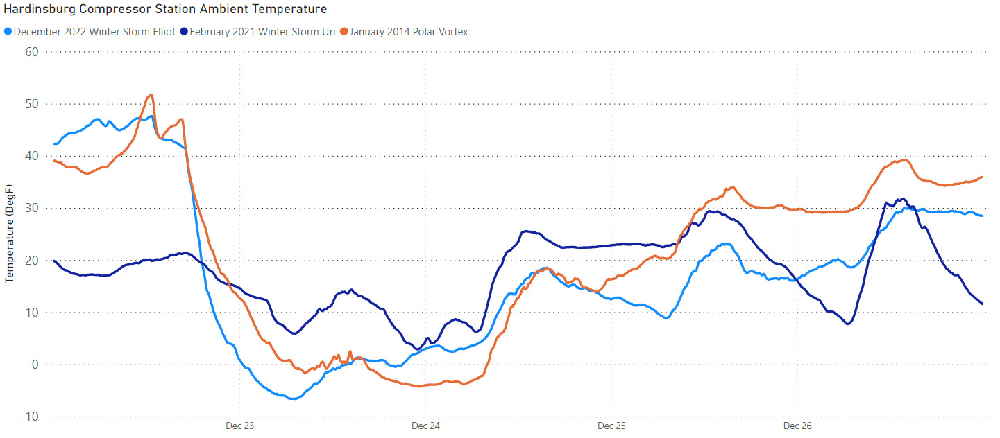 Hardinsburg Compressor Station Ambient Temperature
December 2022 Winter Storm Elliot February 2021 Winter Storm Uri January 2014 Polar Vortex
60
50
40
30
20
10
0
-10
Temperature (DegF)
Dec 23 Dec 24 Dec 25 Dec 26